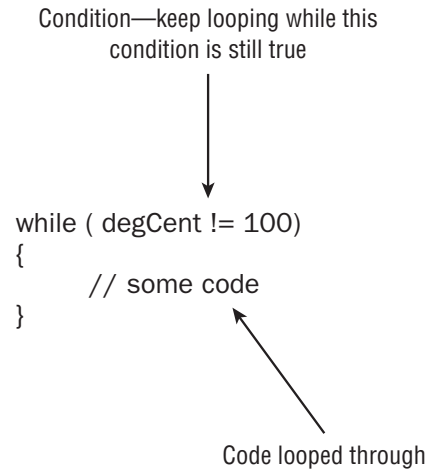 Condition—keep looping while this
condition is still true
while ( degCent != 100)
{
// some code
}
Code looped through